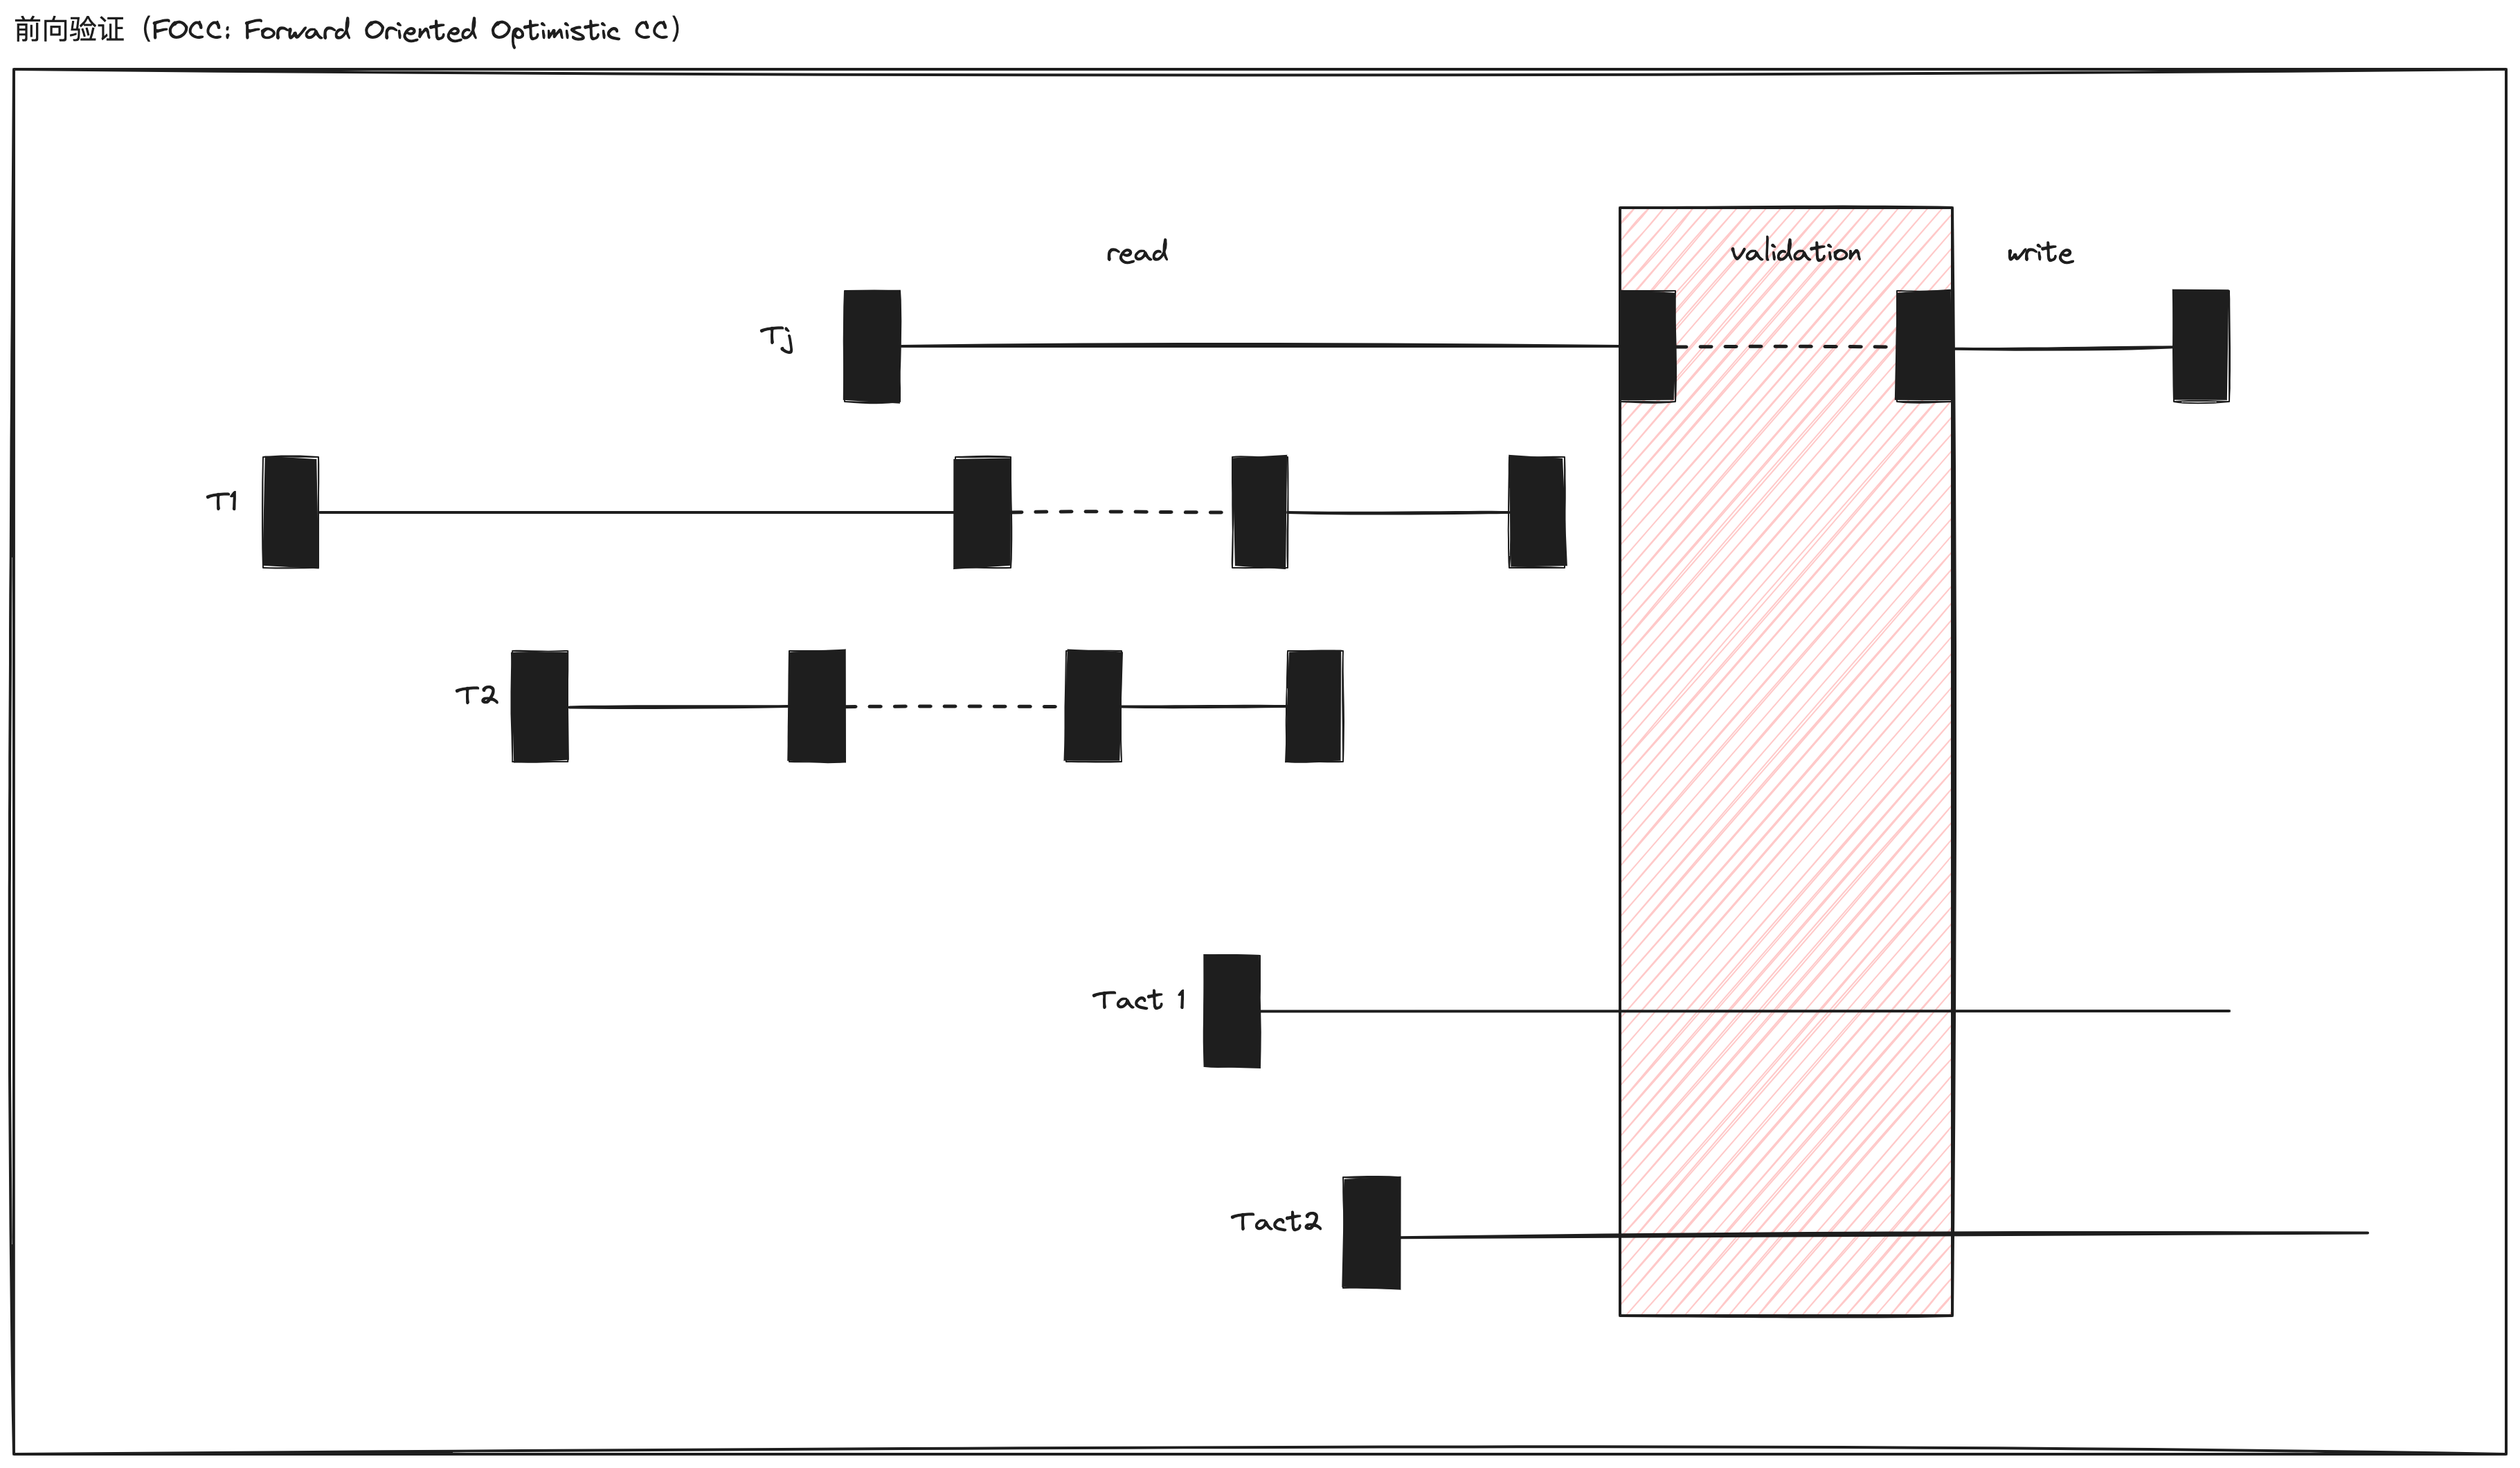 前向验证（FOCC: Forward Oriented Optimistic CC）
read
validation
write
Tj
T1
T2
Tact 1
Tact2